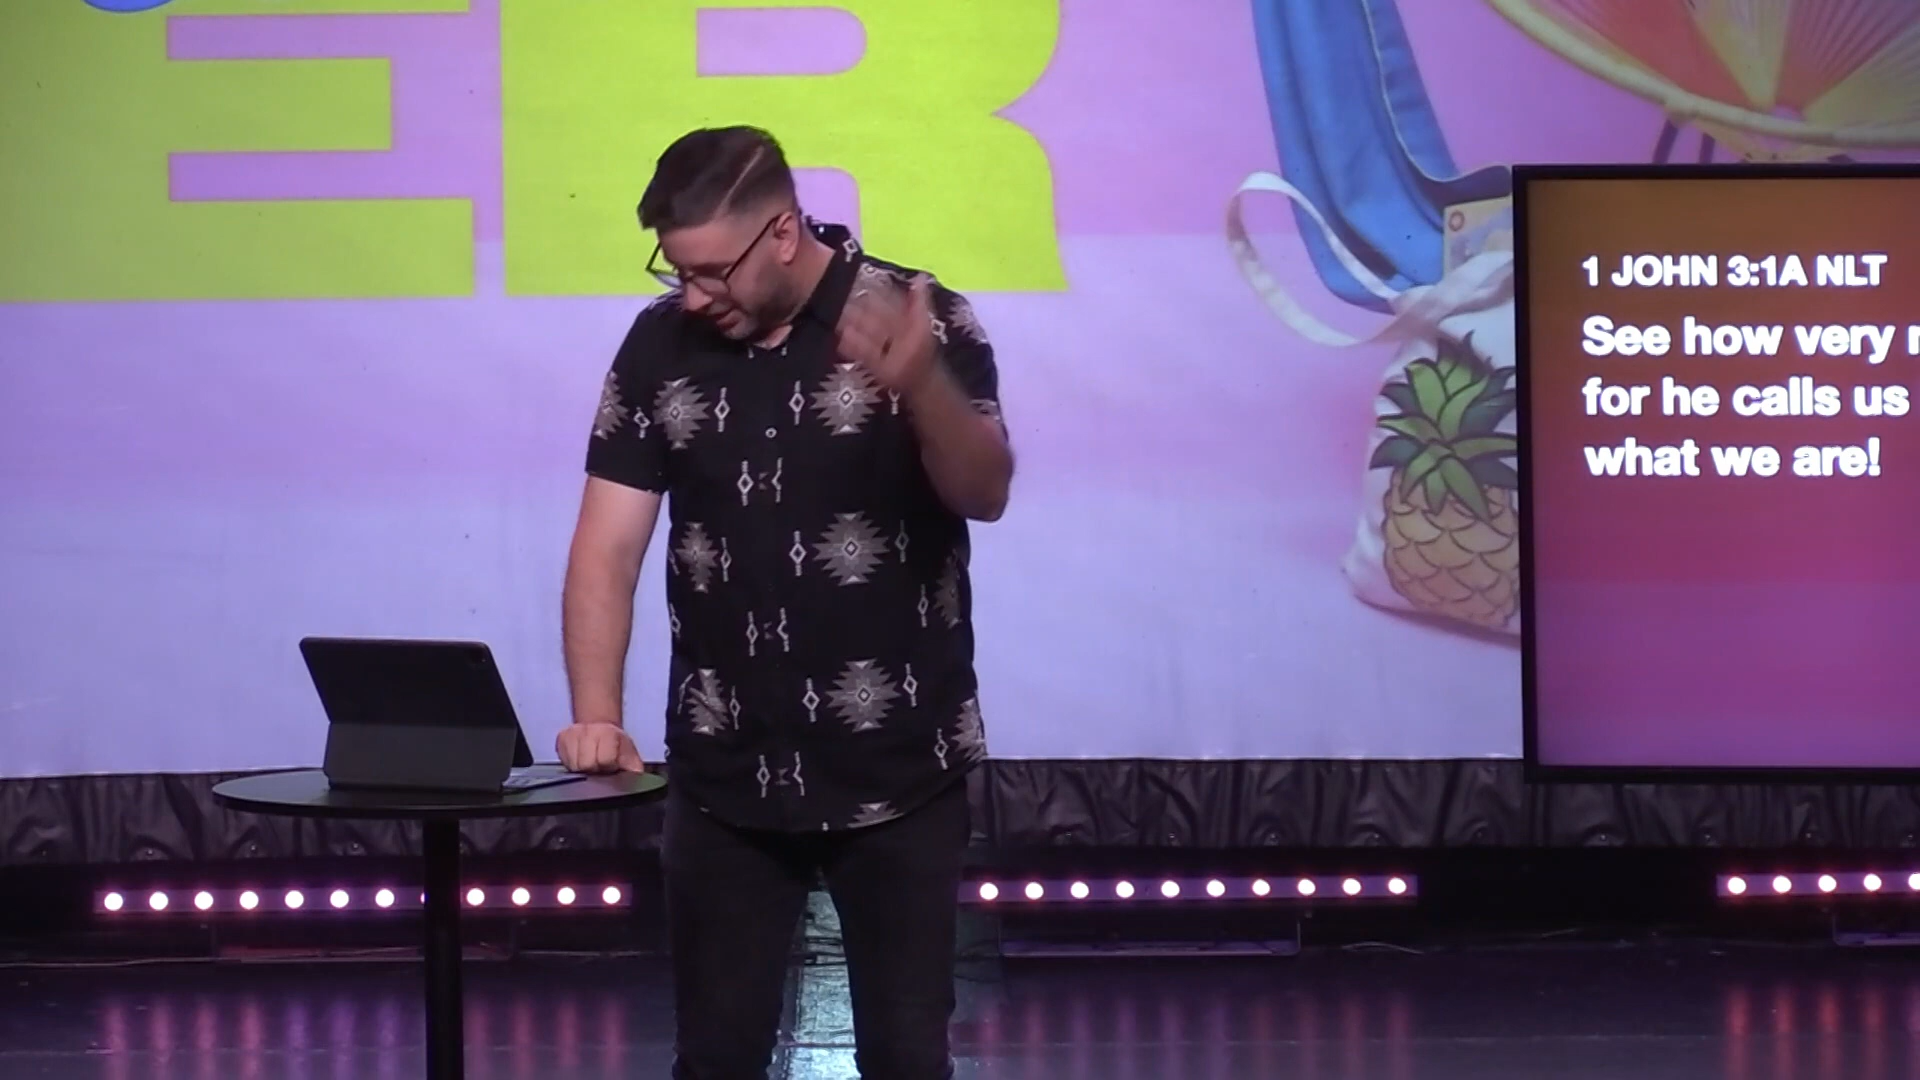 ER
1 JOHN 3:1A NLT
See how very
for he calls us
what we are!